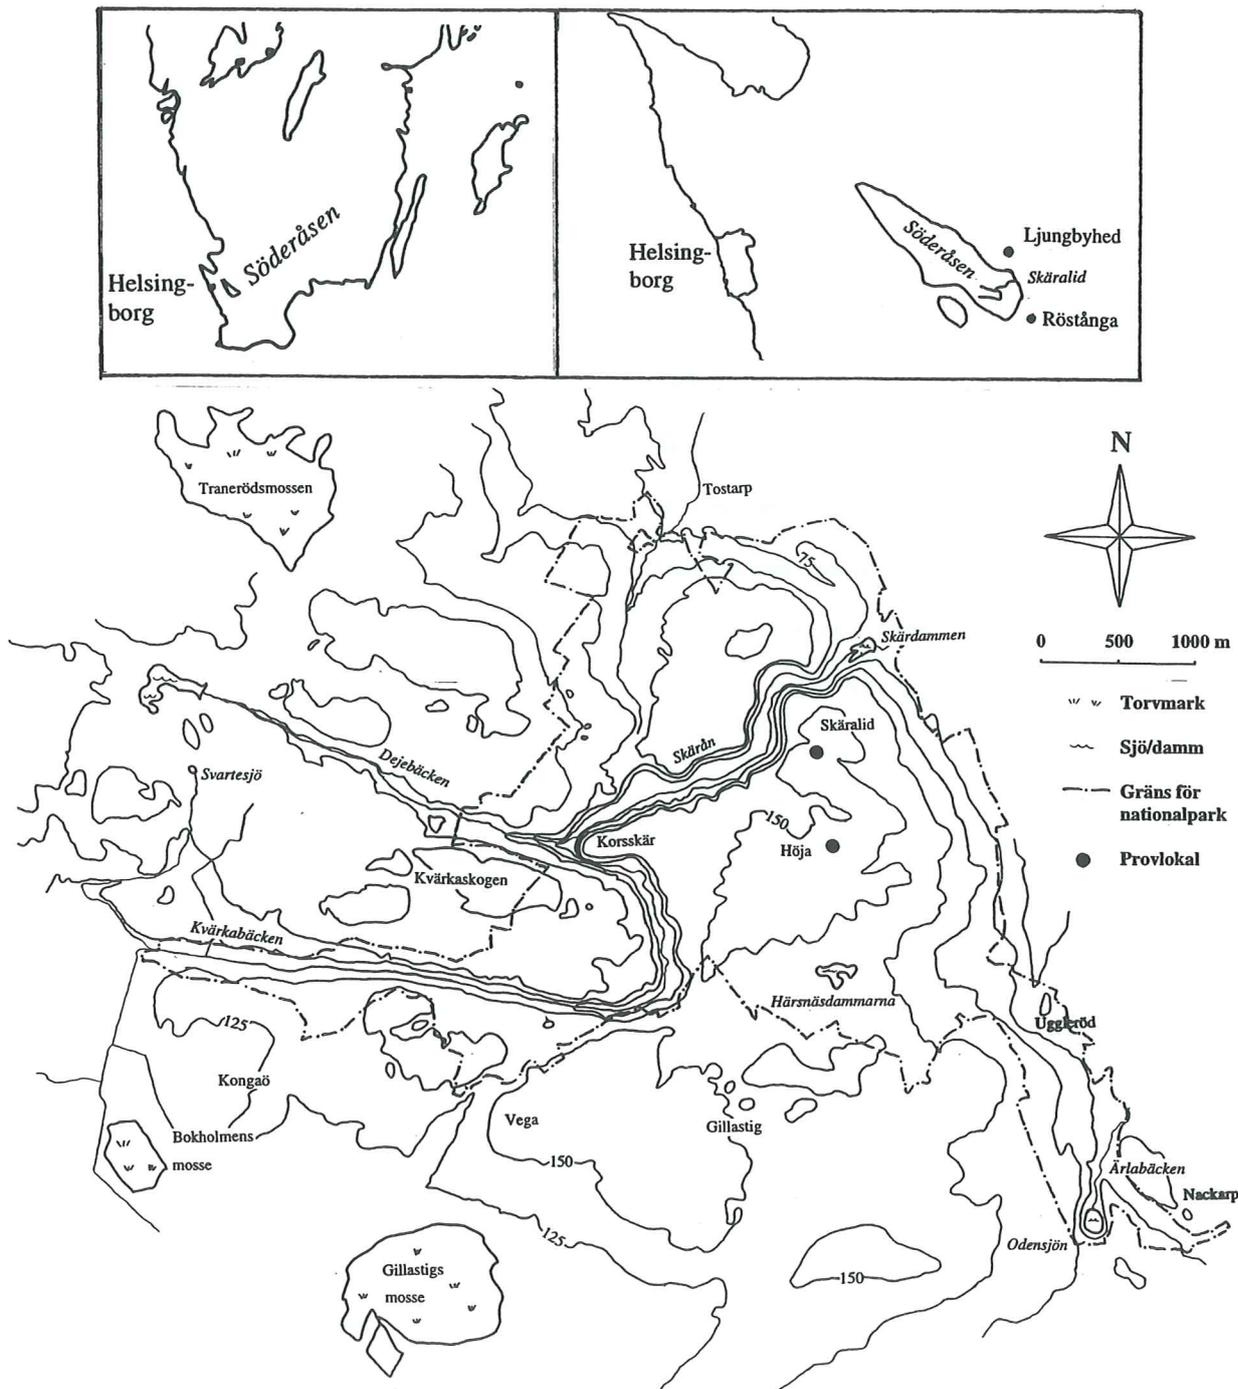 Helsing-
borg
Söderåsen
Helsing-
borg
Söderåsen
Ljungbyhed
Skäralid
Röstånga
Tranerödsmossen
Tostarp
N
75
Skärdammen
0 500 1000 m
Torvmark
Sjö/damm
Gräns för
nationalpark
Provlokal
Skäralid
Skärån
Dejebäcken
Svartesjö
150
Korsskär
Höja
Kvärkaskogen
Kvärkabäcken
Härsnäsdammarna
Uggleröd
125
Kongaö
Vega
Gillastig
Bokholmens
mosse
150
Ärlabäcken
Nackarp
125
Odensjön
Gillastigs
mosse
150